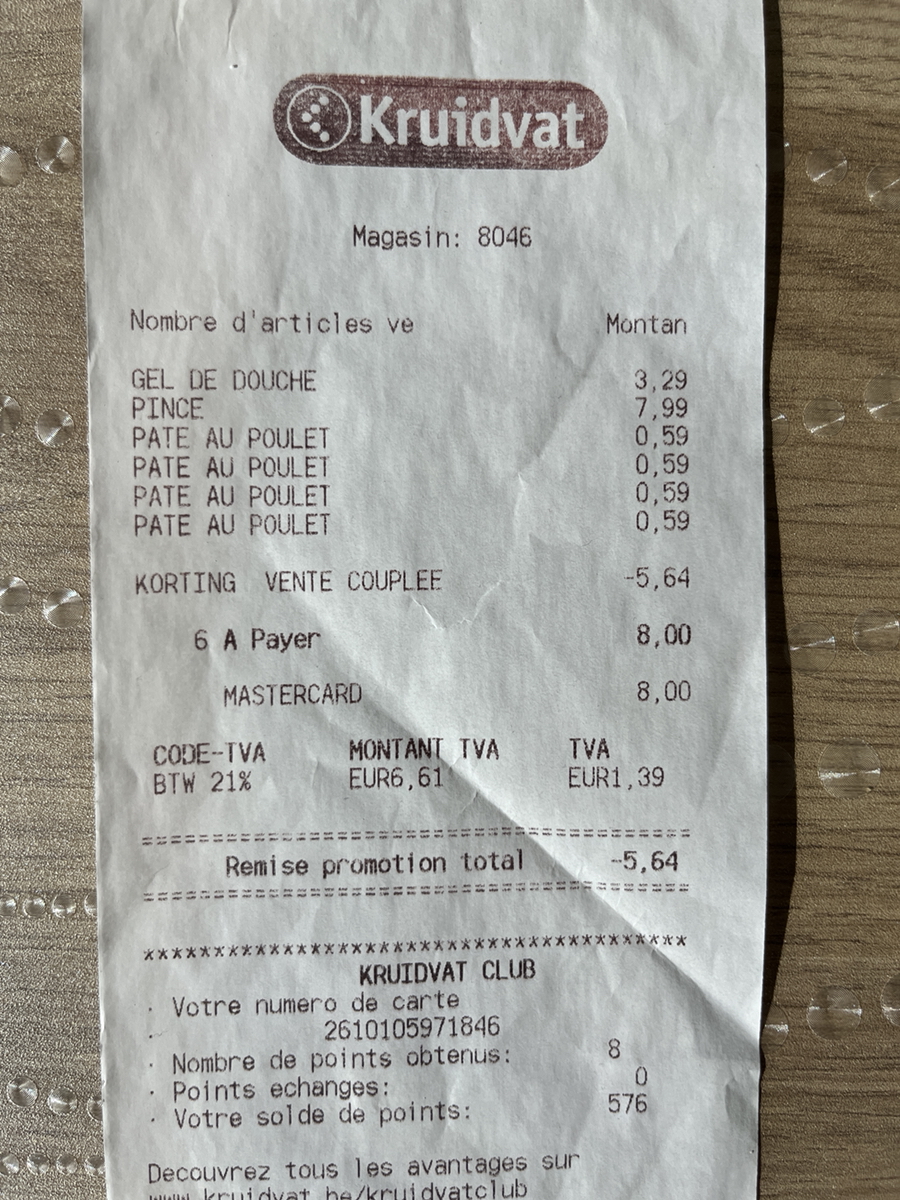 Kruidvat
Magasin: 8046
Nombre d'articles ve Montan
GEL DE DOUCHE 3,29
PINCE 7,99
PATE AU POULET 0,59
PATE AU POULET 0,59
PATE AU POULET 0,59
PATE AU POULET 0,59
KORTING VENTE COUPLEE -5,64
6 A Payer 8,00
MASTERCARD 8,00
CODE-TVA MONTANT TVA TVA
BTW 21% EUR6,61 EUR1,39
=======================================
Remise promotion total -5,64
=======================================
***************************************
KRUIDVAT CLUB
· Votre numero de carte
· 2610105971846
· Nombre de points obtenus: 8
· Points echanges: 0
· Votre solde de points: 576
Decouvrez tous les avantages sur
www.kruidvat.be/kruidvatclub